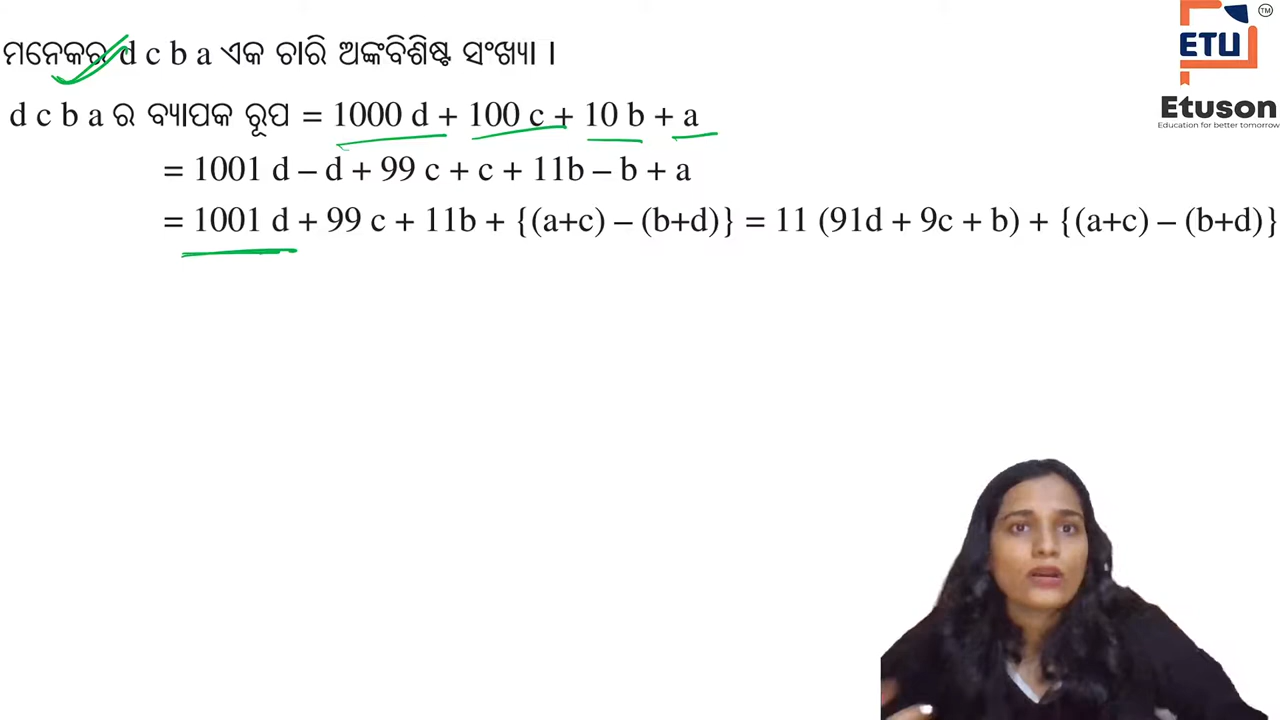 ମନେକର d c b a ଏକ ଚାରି ଅଙ୍କବିଶିଷ୍ଟ ସଂଖ୍ୟା ।
d c b a ର ବ୍ୟାପକ ରୂପ = 1000 d + 100 c + 10 b + a
= 1001 d – d + 99 c + c + 11b – b + a
= 1001 d + 99 c + 11b + {(a+c) – (b+d)} = 11 (91d + 9c + b) + {(a+c) – (b+d)}
ETU
TM
Etuson
Education for better tomorrow